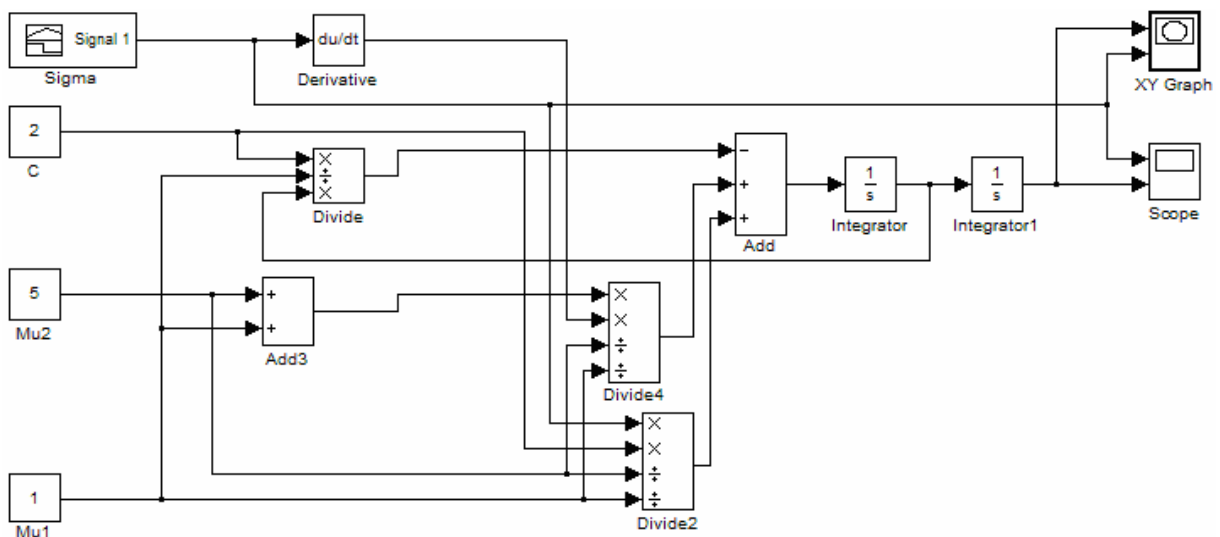 Signal 1
Sigma
du/dt
Derivative
XY Graph
2
C
×
÷
×
Divide
−
+
+
Add
1
s
Integrator
1
s
Integrator1
Scope
5
Mu2
+
+
Add3
×
×
÷
÷
Divide4
×
×
÷
÷
Divide2
1
Mu1